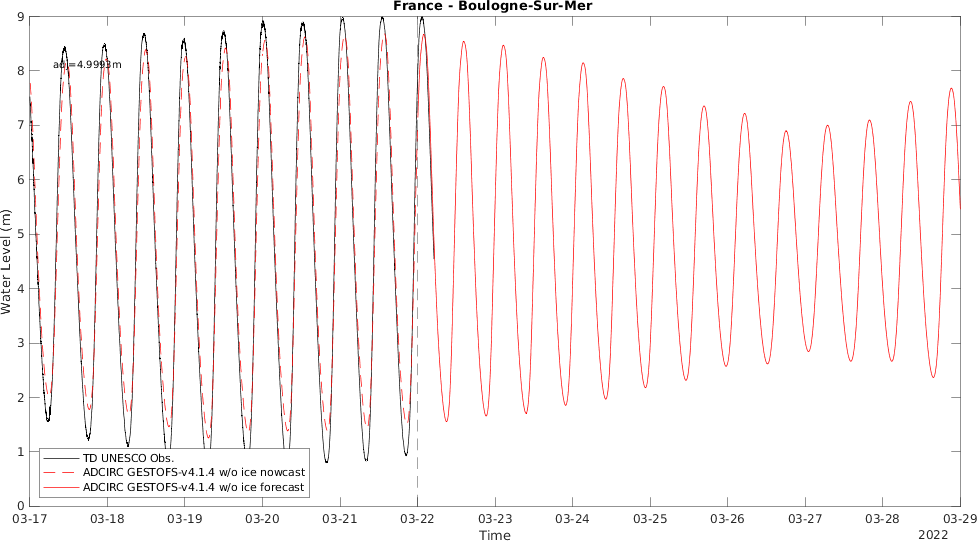 France - Boulogne-Sur-Mer
9
8
7
6
5
4
3
2
1
0
Water Level (m)
adj=4.9993m
TD UNESCO Obs.
ADCIRC GESTOFS-v4.1.4 w/o ice nowcast
ADCIRC GESTOFS-v4.1.4 w/o ice forecast
03-17 03-18 03-19 03-20 03-21 03-22 03-23 03-24 03-25 03-26 03-27 03-28 03-29
Time
2022